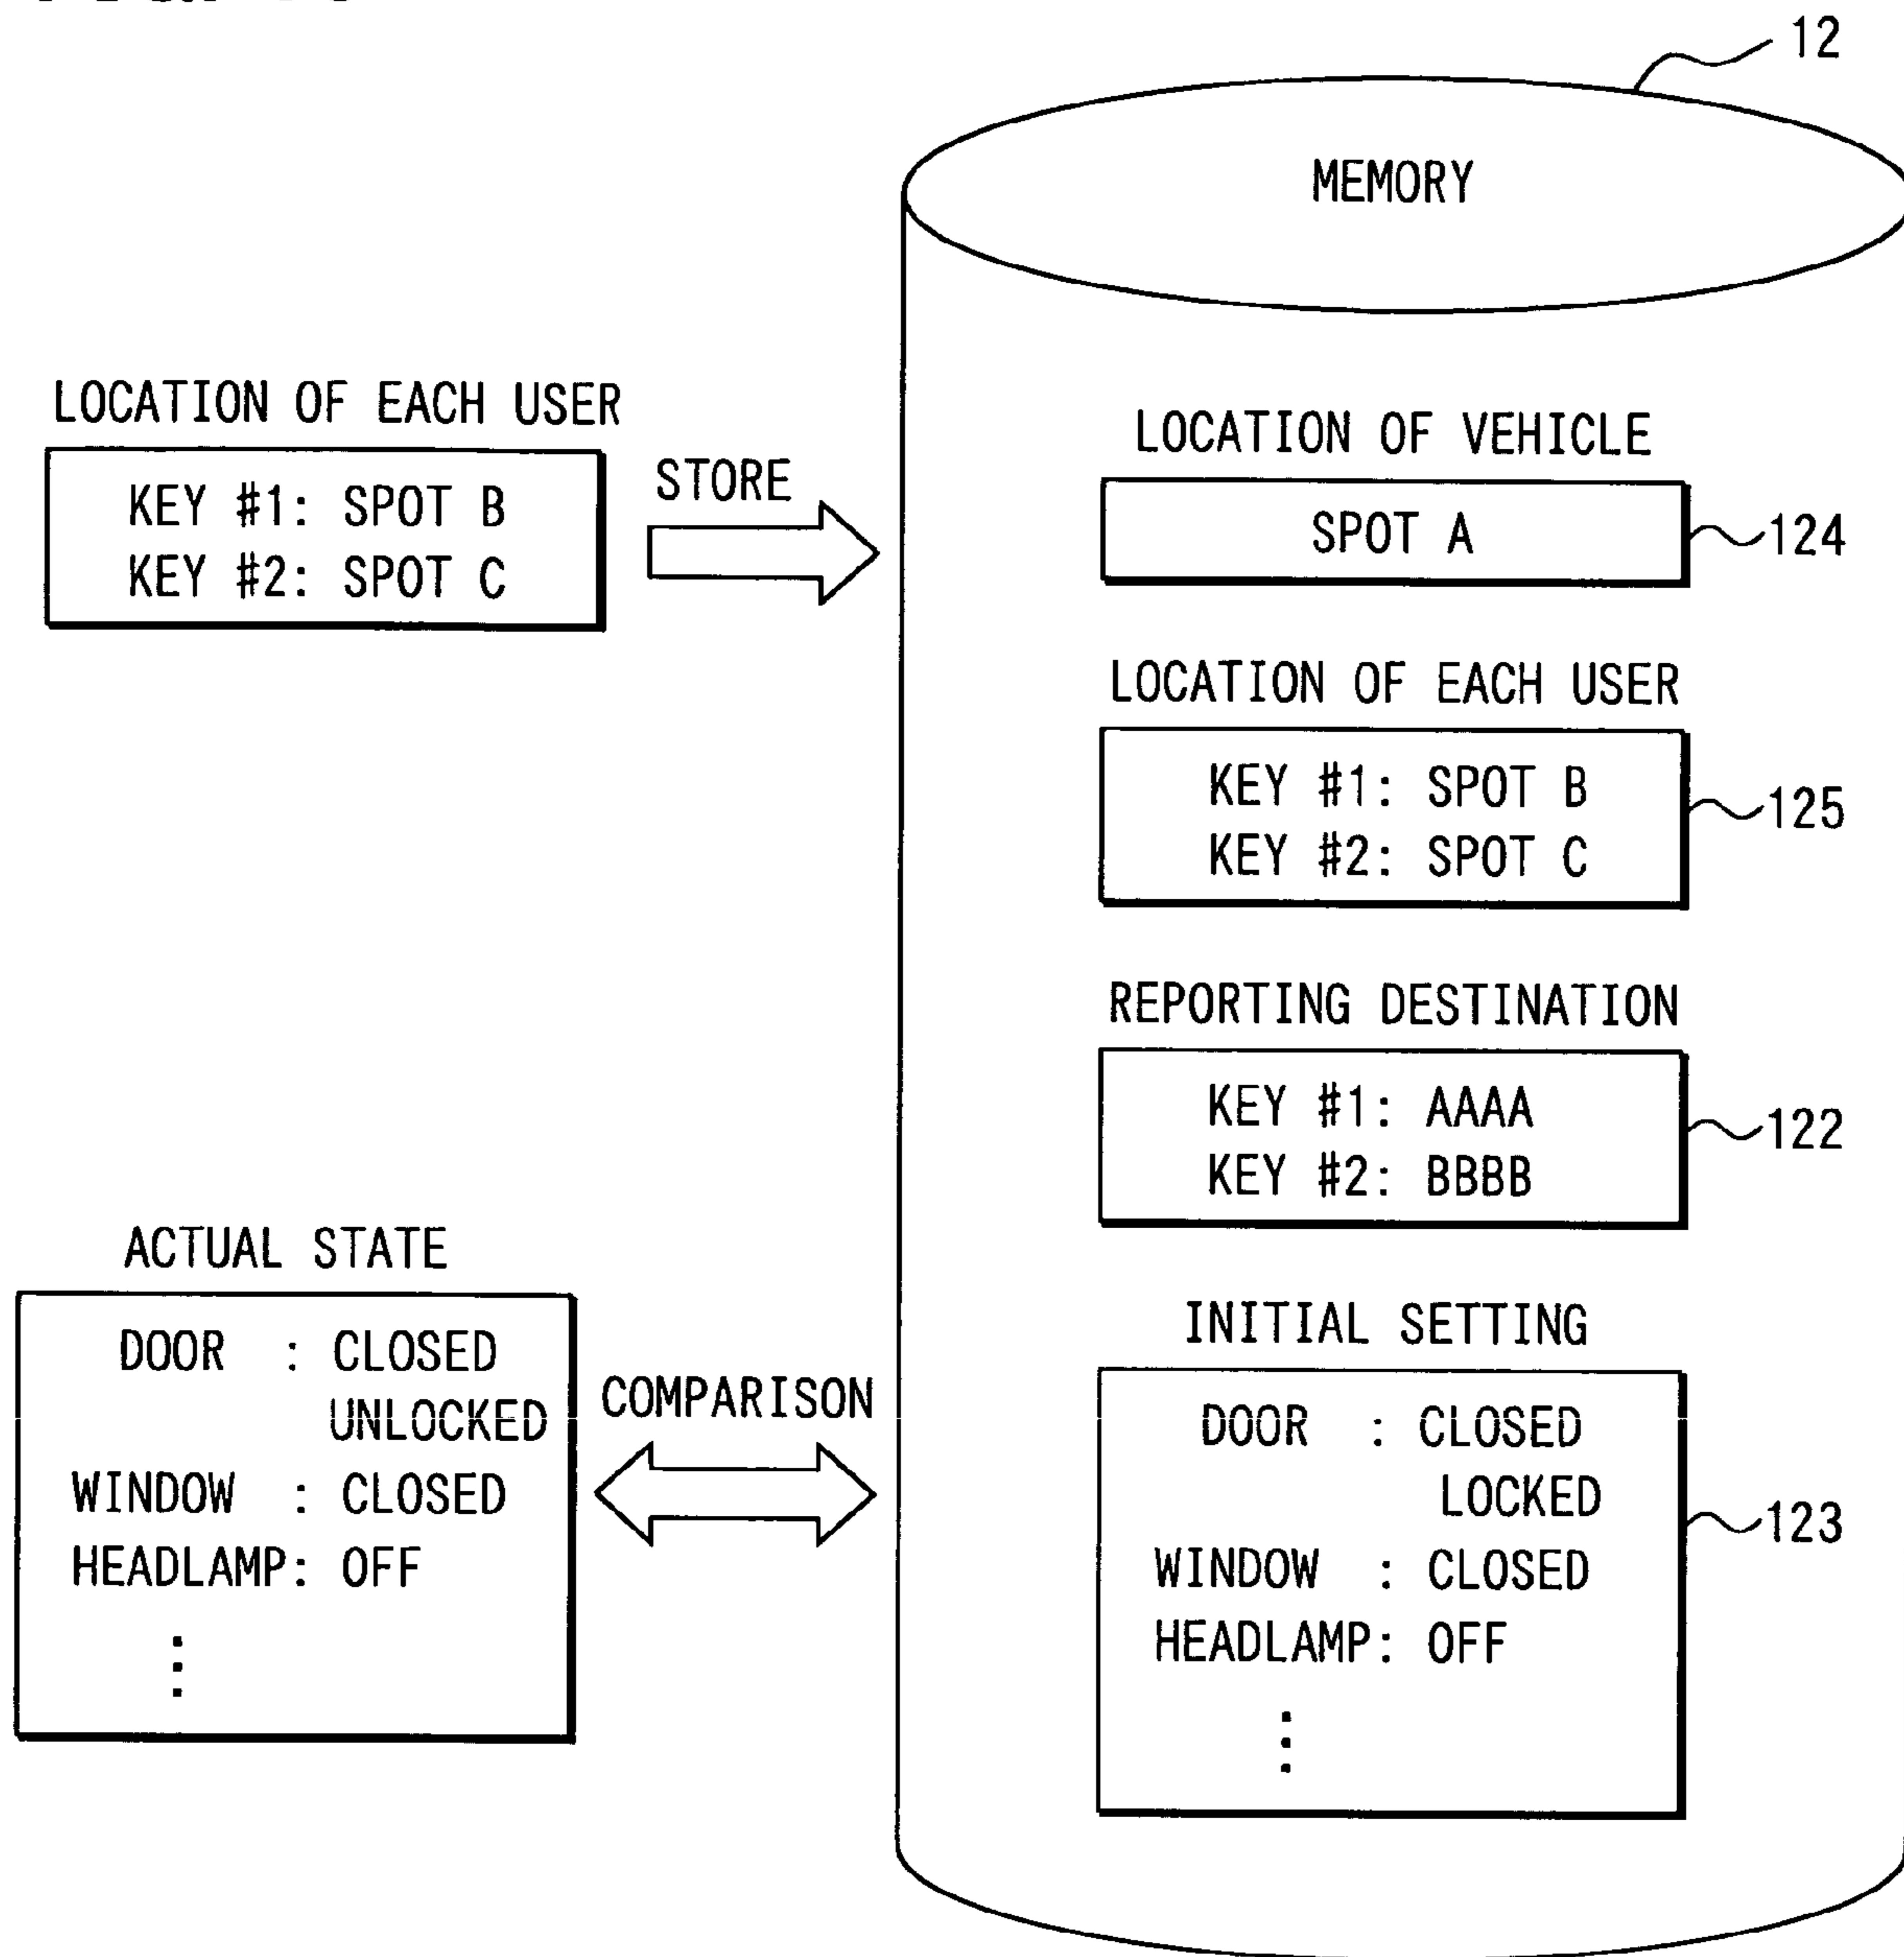 12
MEMORY
LOCATION OF EACH USER
KEY #1: SPOT B
KEY #2: SPOT C
STORE
LOCATION OF VEHICLE
SPOT A
124
LOCATION OF EACH USER
KEY #1: SPOT B
KEY #2: SPOT C
125
REPORTING DESTINATION
KEY #1: AAAA
KEY #2: BBBB
122
ACTUAL STATE
DOOR : CLOSED
UNLOCKED
WINDOW : CLOSED
HEADLAMP: OFF
COMPARISON
INITIAL SETTING
DOOR : CLOSED
LOCKED
WINDOW : CLOSED
HEADLAMP: OFF
123